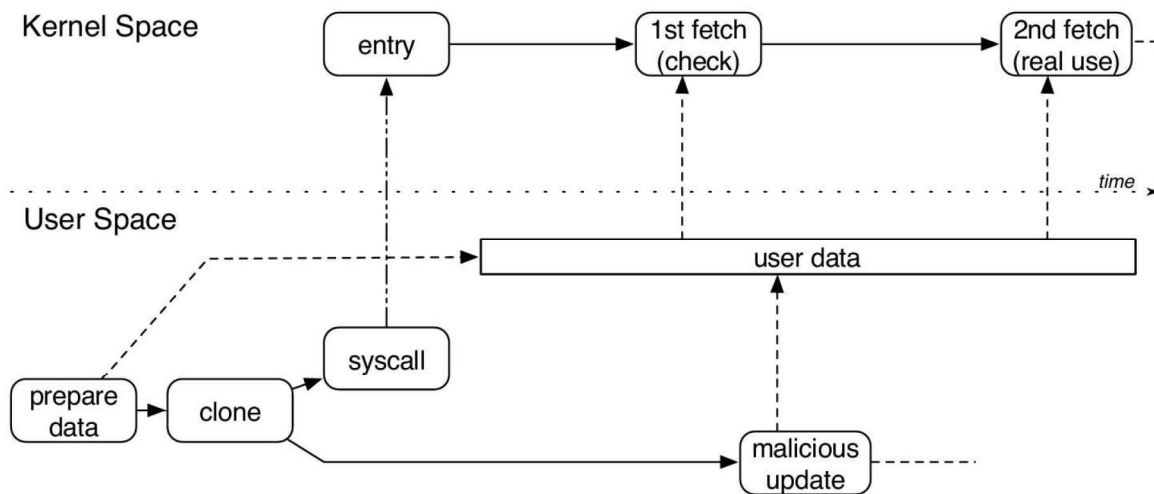 Kernel Space
entry
1st fetch
(check)
2nd fetch
(real use)
time
User Space
user data
syscall
prepare
data
clone
malicious
update